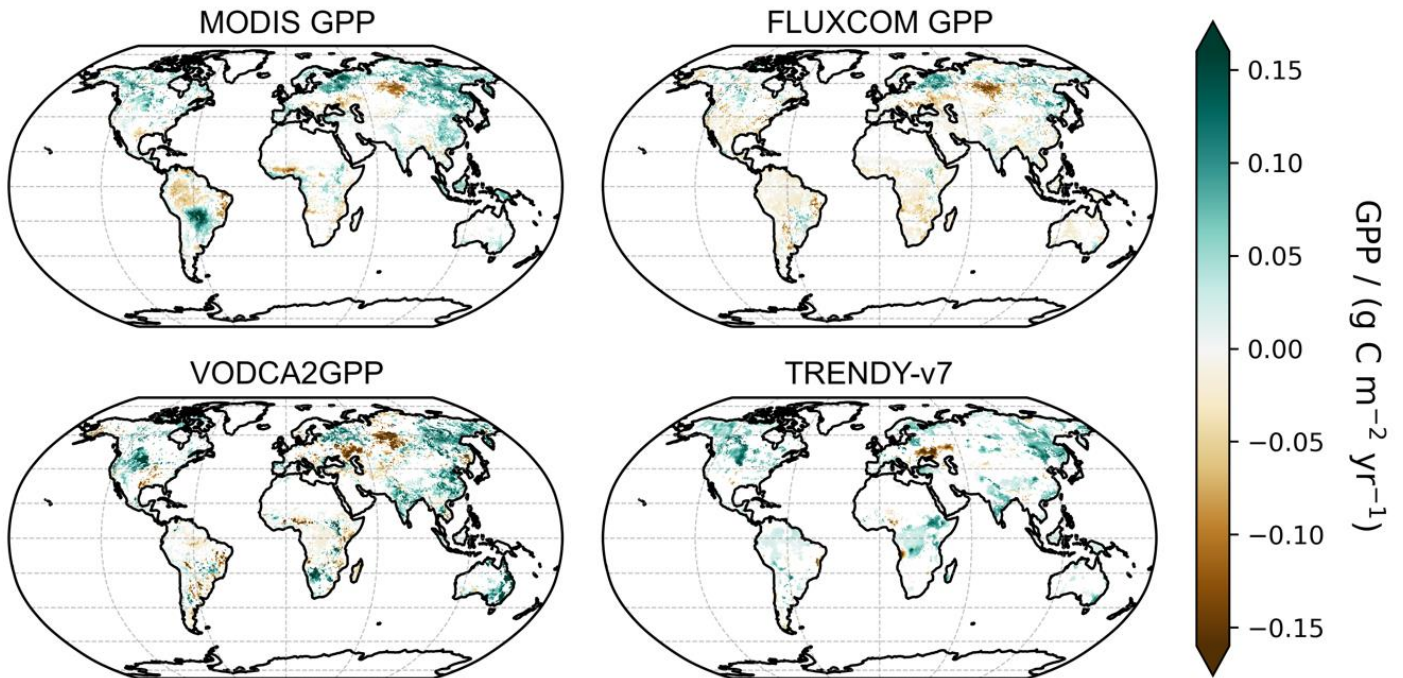 MODIS GPP
FLUXCOM GPP
VODCA2GPP
TRENDY-v7
0.15
0.10
0.05
0.00
−0.05
−0.10
−0.15
GPP / (g C m⁻² yr⁻¹)